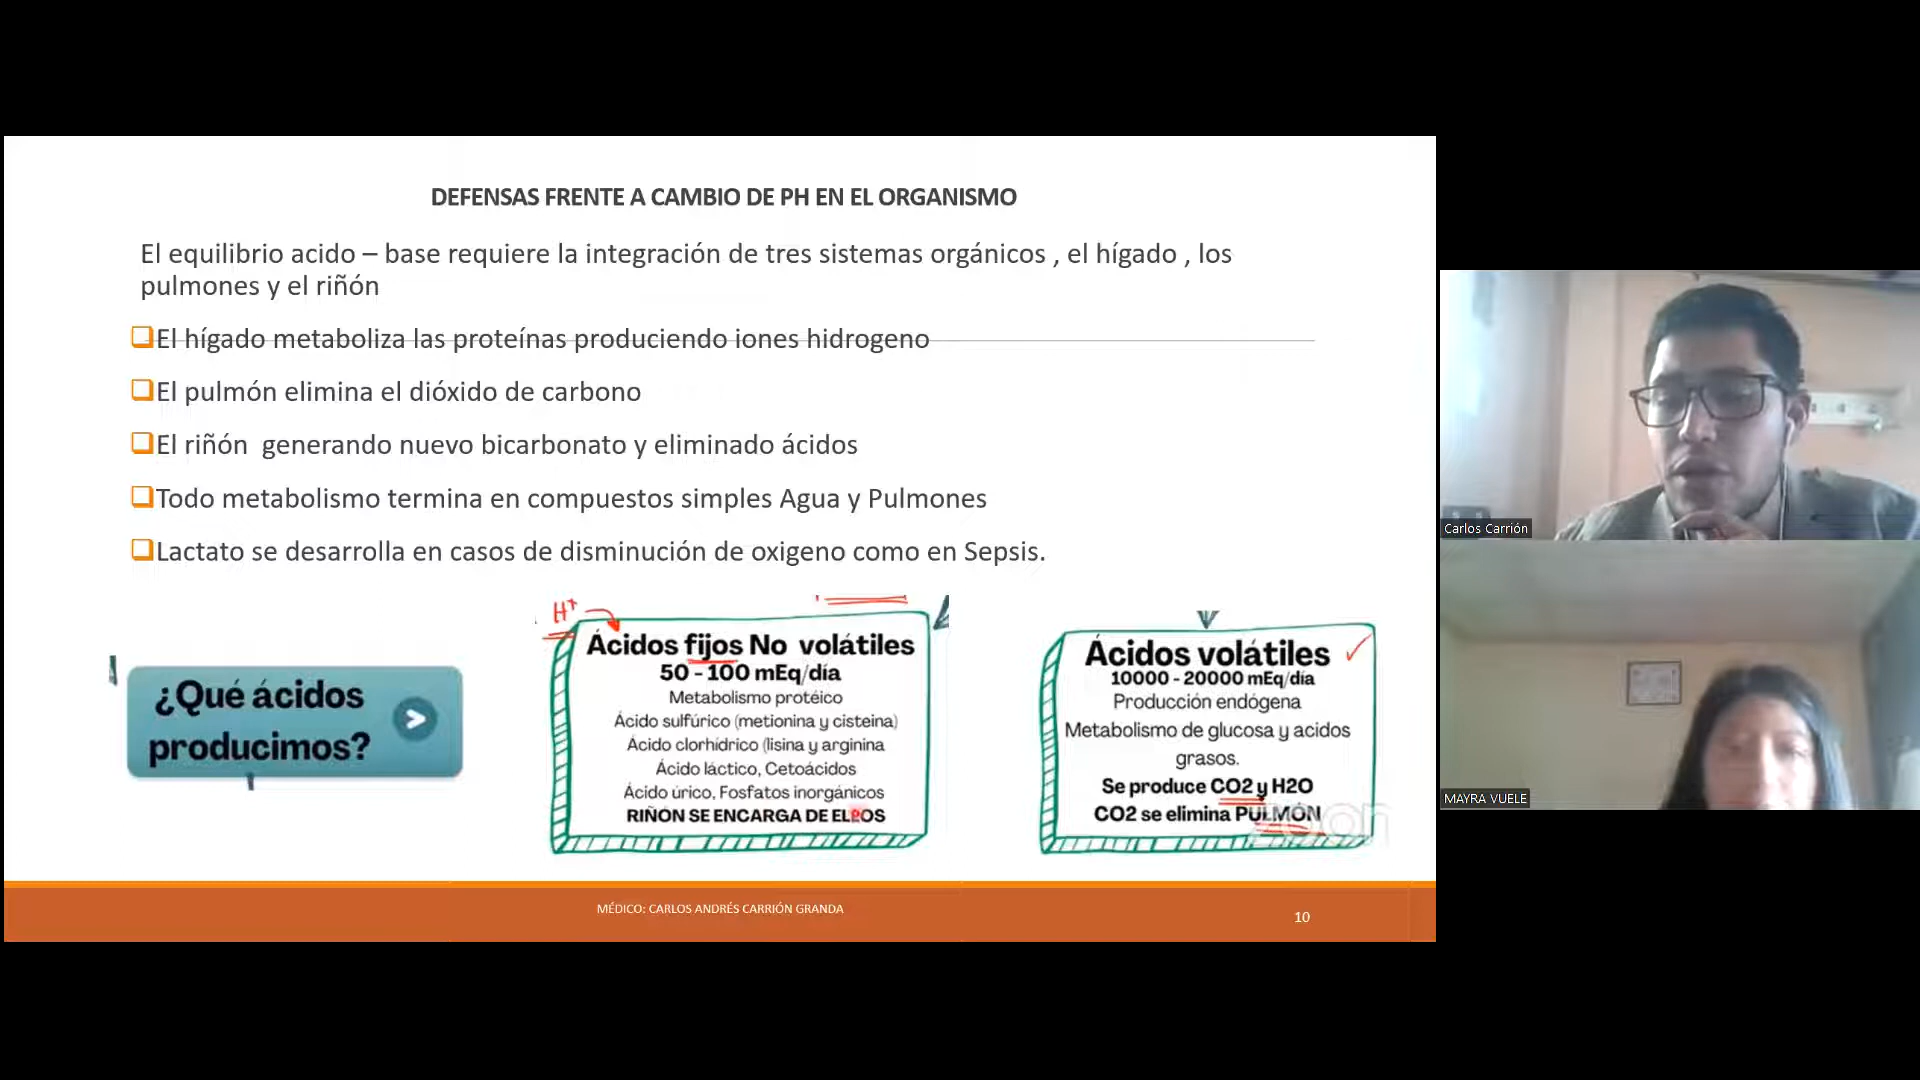 DEFENSAS FRENTE A CAMBIO DE PH EN EL ORGANISMO
El equilibrio acido – base requiere la integración de tres sistemas orgánicos , el hígado , los
pulmones y el riñón
El hígado metaboliza las proteínas produciendo iones hidrogeno
El pulmón elimina el dióxido de carbono
El riñón generando nuevo bicarbonato y eliminado ácidos
Todo metabolismo termina en compuestos simples Agua y Pulmones
Lactato se desarrolla en casos de disminución de oxigeno como en Sepsis.
¿Qué ácidos
producimos?
H+
Ácidos fijos No volátiles
50 - 100 mEq/día
Metabolismo protéico
Ácido sulfúrico (metionina y cisteina)
Ácido clorhídrico (lisina y arginina
Ácido láctico, Cetoácidos
Ácido úrico, Fosfatos inorgánicos
RIÑÓN SE ENCARGA DE ELLOS
Ácidos volátiles
10000 - 20000 mEq/día
Producción endógena
Metabolismo de glucosa y acidos
grasos.
Se produce CO2 y H2O
CO2 se elimina PULMÓN
zoom
MÉDICO: CARLOS ANDRÉS CARRIÓN GRANDA
10
Carlos Carrión
MAYRA VUELE